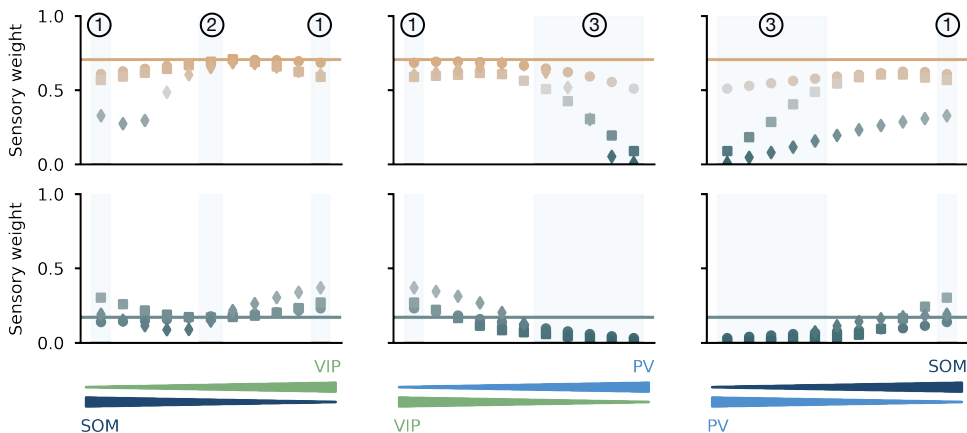 1.0
① ② ①
① ③
③ ①
Sensory weight
0.5
0.0
1.0
Sensory weight
0.5
0.0
VIP
PV
SOM
SOM
VIP
PV